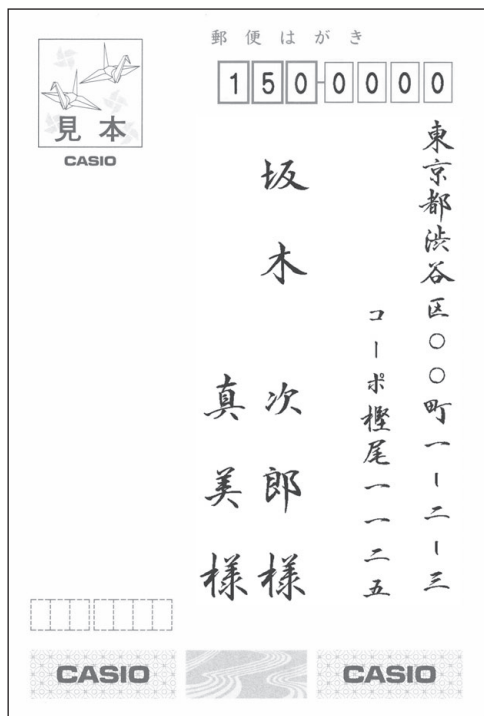 郵便はがき
150-0000
見本
CASIO
東京都渋谷区〇〇町一ー二ー三
コーポ樫尾一一二五
坂木 次郎様
真美様
CASIO
CASIO